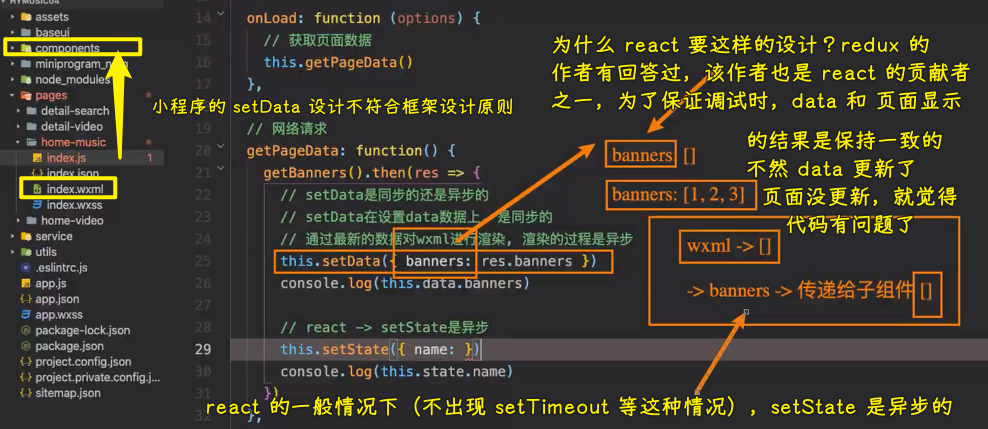 HYMUSIC04
assets
baseui
components
miniprogram_npm
node_modules
pages
detail-search
detail-video
home-music
index.js 1
index.json
index.wxml
index.wxss
home-video
service
utils
.eslintrc.js
app.js
app.json
app.wxss
package-lock.json
package.json
project.config.json
project.private.config.j...
sitemap.json
小程序的 setData 设计不符合框架设计原则
14 onLoad: function (options) {
15 // 获取页面数据
16 this.getPageData()
17 },
18
19 // 网络请求
20 getPageData: function() {
21 getBanners().then(res => {
22 // setData是同步的还是异步的
23 // setData在设置data数据上, 是同步的
24 // 通过最新的数据对wxml进行渲染, 渲染的过程是异步
25 this.setData({ banners: res.banners })
26 console.log(this.data.banners)
27
28 // react -> setState是异步
29 this.setState({ name: })
30 console.log(this.state.name)
31 })
32 },
为什么 react 要这样的设计？redux 的
作者有回答过，该作者也是 react 的贡献者
之一，为了保证调试时，data 和 页面显示
的结果是保持一致的
不然 data 更新了
页面没更新，就觉得
代码有问题了
banners []
banners: [1, 2, 3]
wxml -> []
-> banners -> 传递给子组件 []
react 的一般情况下（不出现 setTimeout 等这种情况）, setState 是异步的